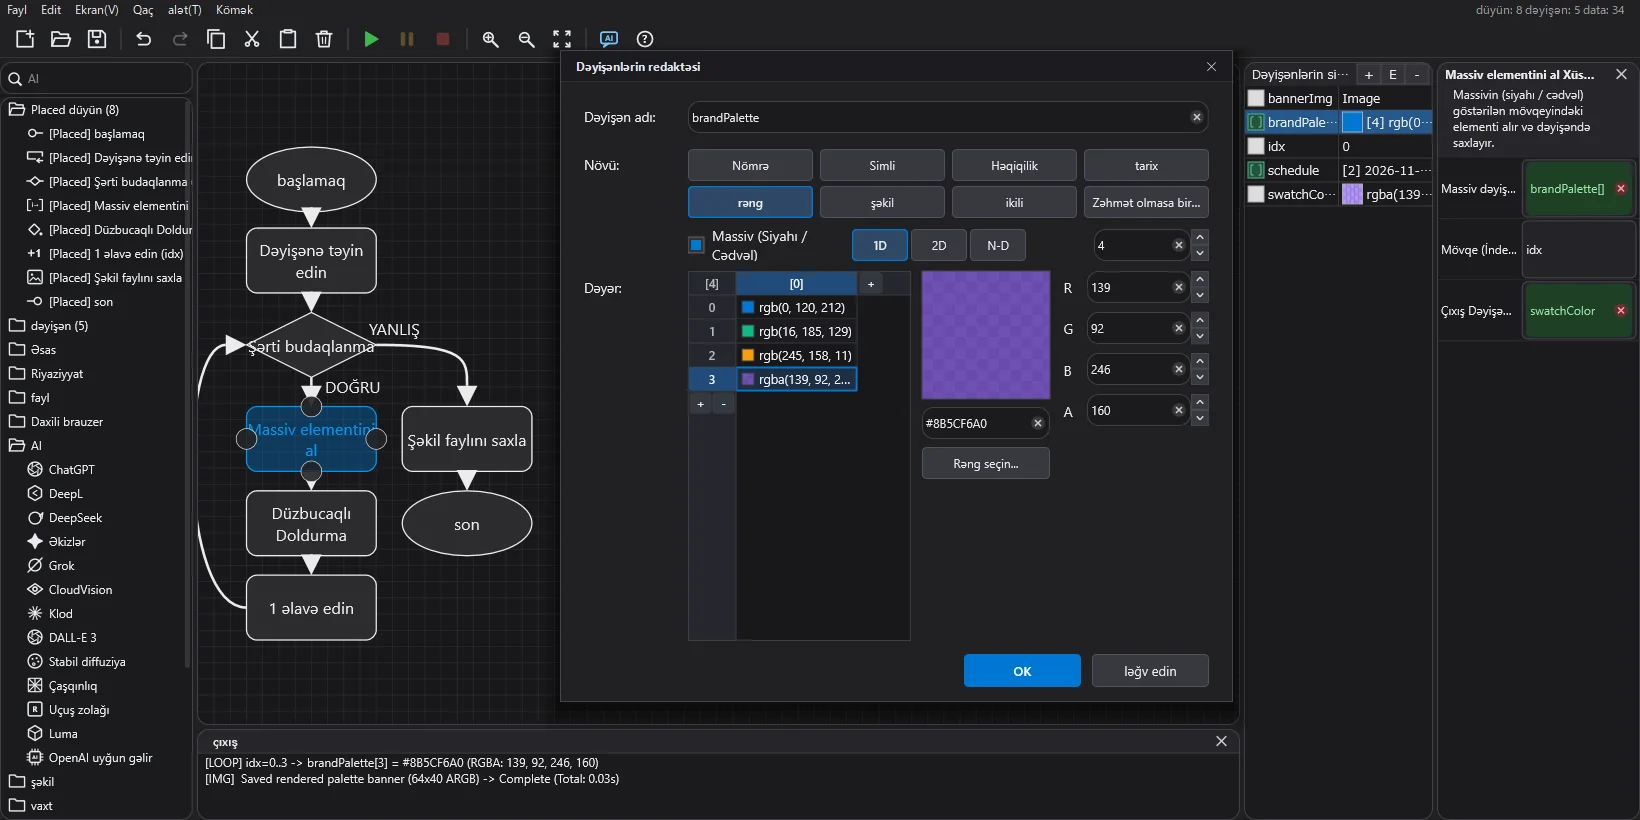 Fayl Edit Ekran(V) Qaç alət(T) Kömək
düyün: 8 dəyişən: 5 data: 34
AI
Placed düyün (8)
[Placed] başlamaq
[Placed] Dəyişənə təyin edin
[Placed] Şərti budaqlanma
[Placed] Massiv elementini
[Placed] Düzbucaqlı Doldur
[Placed] 1 əlavə edin (idx)
[Placed] Şəkil faylını saxla
[Placed] son
dəyişən (5)
Əsas
Riyaziyyat
fayl
Daxili brauzer
AI
ChatGPT
DeepL
DeepSeek
Əkizlər
Grok
CloudVision
Klod
DALL-E 3
Stabil diffuziya
Çaşqınlıq
Uçuş zolağı
Luma
OpenAI uyğun gəlir
şəkil
vaxt
başlamaq
Dəyişənə təyin
edin
Şərti budaqlanma
YANLIŞ
DOĞRU
Massiv elementini
al
Şəkil faylını saxla
Düzbucaqlı
Doldurma
son
1 əlavə edin
Dəyişənlərin redaktəsi
Dəyişən adı:
brandPalette
Növü:
Nömrə Simli Həqiqilik tarix
rəng şəkil ikili Zəhmət olmasa bir...
Massiv (Siyahı /
Cədvəl)
1D 2D N-D
4
Dəyər:
[4] [0] +
0 rgb(0, 120, 212)
1 rgb(16, 185, 129)
2 rgb(245, 158, 11)
3 rgba(139, 92, 2...
+ -
#8B5CF6A0
Rəng seçin...
R 139
G 92
B 246
A 160
OK
ləğv edin
çıxış
[LOOP] idx=0..3 -> brandPalette[3] = #8B5CF6A0 (RGBA: 139, 92, 246, 160)
[IMG] Saved rendered palette banner (64x40 ARGB) -> Complete (Total: 0.03s)
Dəyişənlərin si··· + E -
bannerImg Image
brandPale··· [4] rgb(0···
idx 0
schedule [2] 2026-11-···
swatchCo··· rgba(139···
Massiv elementini al Xüs...
Massivin (siyahı / cədvəl)
göstərilən mövqeyindəki
elementi alır və dəyişəndə
saxlayır.
Massiv dəyiş... brandPalette[]
Mövqe (İnde... idx
Çıxış Dəyişə... swatchColor